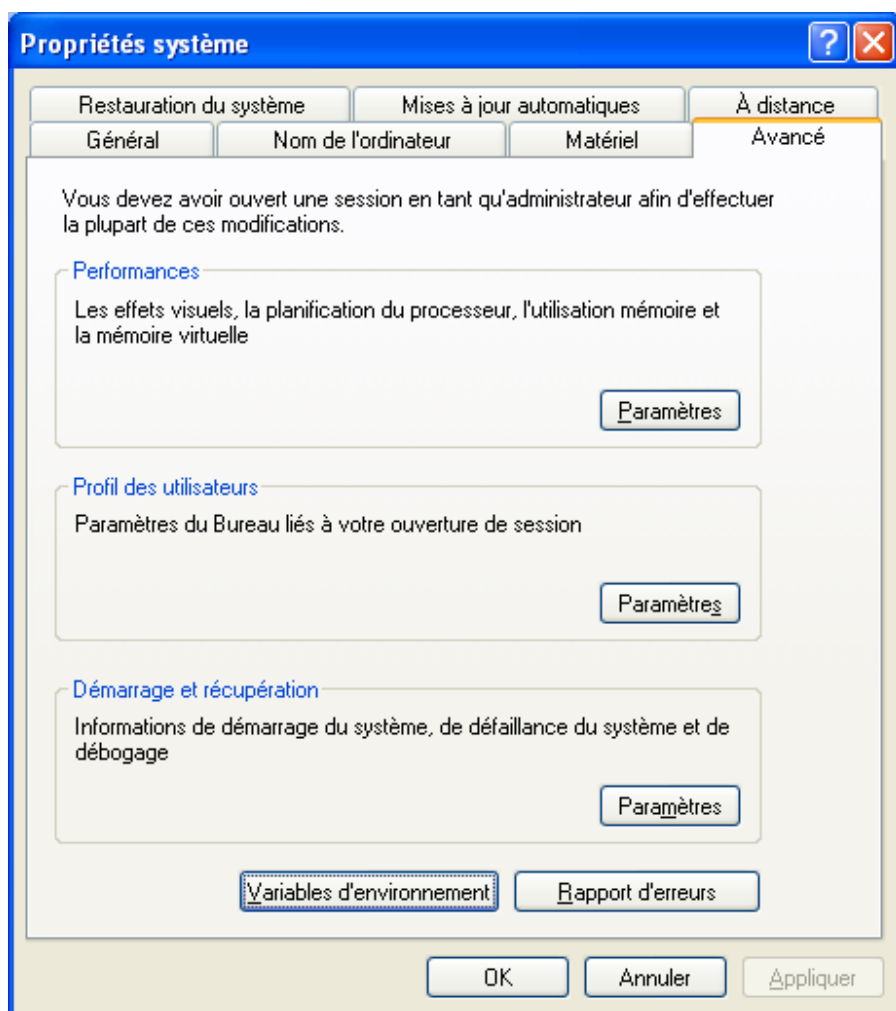 Propriétés système
Restauration du système
Mises à jour automatiques
À distance
Général
Nom de l'ordinateur
Matériel
Avancé
Vous devez avoir ouvert une session en tant qu'administrateur afin d'effectuer
la plupart de ces modifications.
Performances
Les effets visuels, la planification du processeur, l'utilisation mémoire et
la mémoire virtuelle
Paramètres
Profil des utilisateurs
Paramètres du Bureau liés à votre ouverture de session
Paramètres
Démarrage et récupération
Informations de démarrage du système, de défaillance du système et de
débogage
Paramètres
Variables d'environnement
Rapport d'erreurs
OK
Annuler
Appliquer